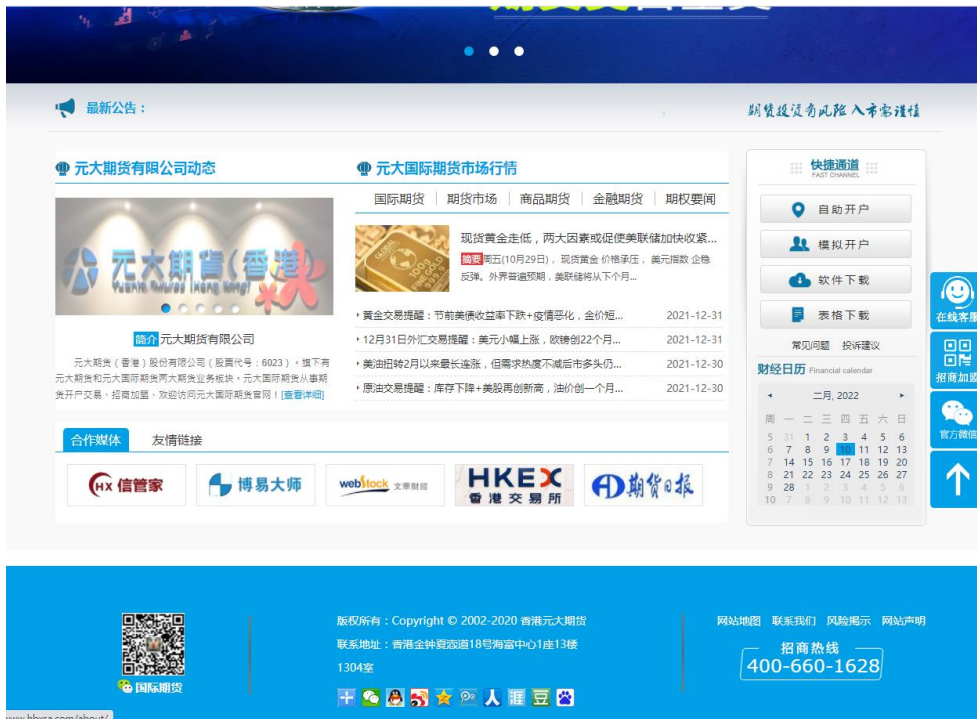 最新公告：
期货投资有风险 入市需谨慎
元大期货有限公司动态
元大期貨(香港)
Yuanta Futures (Hong Kong)
简介 元大期货有限公司
元大期货（香港）股份有限公司（股票代号：6023）。旗下有
元大期货和元大国际期货两大期货业务板块。元大国际期货从事期
货开户交易、招商加盟、欢迎访问元大国际期货官网！[查看详细]
元大国际期货市场行情
国际期货 期货市场 商品期货 金融期货 期权要闻
GLOBAL
100g
现货黄金走低，两大因素或促使美联储加快收紧...
摘要 周五(10月29日)，现货黄金 价格承压， 美元指数 企稳
反弹。外界普遍预期，美联储将从下个月...
黄金交易提醒：节前美债收益率下跌+疫情恶化，金价短... 2021-12-31
12月31日外汇交易提醒：美元小幅上涨，欧镑创22个月... 2021-12-31
美油扭转2月以来最长连涨，但需求热度不减后市多头仍... 2021-12-30
原油交易提醒：库存下降+美股再创新高，油价创一个月... 2021-12-30
合作媒体 友情链接
HX 信管家
博易大师
webstock 文華财經
HKEX
香港交易所
期货日报
快捷通道
FAST CHANNEL
自助开户
模拟开户
软件下载
表格下载
常见问题 投诉建议
财经日历 Financial calendar
二月, 2022
周 一 二 三 四 五 六 日
5 31 1 2 3 4 5 6
6 7 8 9 10 11 12 13
7 14 15 16 17 18 19 20
8 21 22 23 24 25 26 27
9 28 1 2 3 4 5 6
10 7 8 9 10 11 12 13
在线客服
招商加盟
官方微信
国际期货
版权所有：Copyright © 2002-2020 香港元大期货
联系地址：香港金钟夏悫道18号海富中心1座13楼
1304室
豆
网站地图 联系我们 风险揭示 网站声明
招商热线
400-660-1628